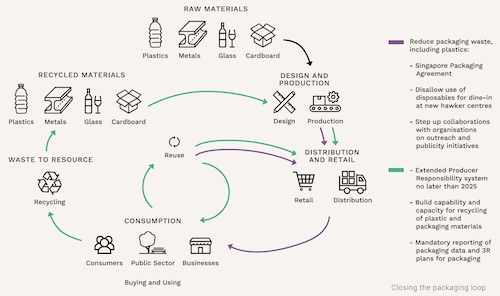 RAW MATERIALS
Plastics Metals Glass Cardboard
RECYCLED MATERIALS
Plastics Metals Glass Cardboard
DESIGN AND
PRODUCTION
Design Production
Reuse
WASTE TO RESOURCE
Recycling
DISTRIBUTION
AND RETAIL
Retail Distribution
CONSUMPTION
Consumers Public Sector Businesses
Buying and Using
Reduce packaging waste,
including plastics:
- Singapore Packaging
Agreement
- Disallow use of
disposables for dine-in
at new hawker centres
- Step up collaborations
with organisations
on outreach and
publicity initiatives
- Extended Producer
Responsibility system
no later than 2025
- Build capability and
capacity for recycling
of plastic and
packaging materials
- Mandatory reporting of
packaging data and 3R
plans for packaging
Closing the packaging loop